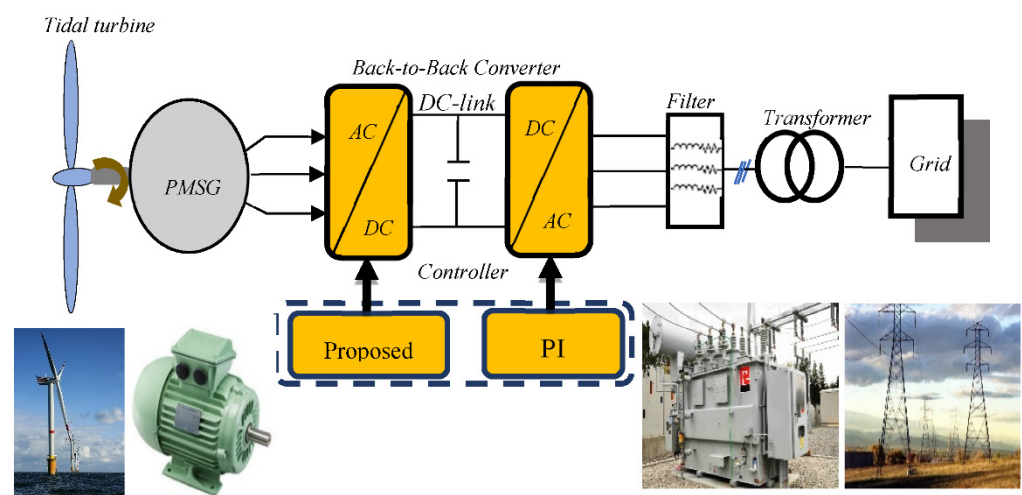 Tidal turbine
Back-to-Back Converter
DC-link
Filter
Transformer
AC
DC
DC
AC
PMSG
Grid
Controller
Proposed
PI